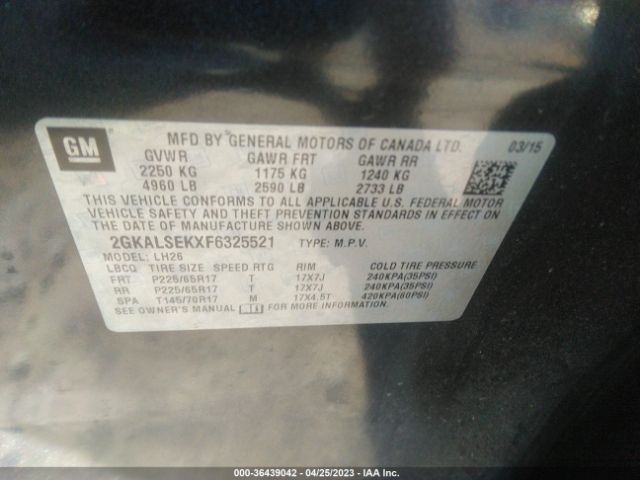 GM
MFD BY GENERAL MOTORS OF CANADA LTD. 03/15
GVWR GAWR FRT GAWR RR
2250 KG 1175 KG 1240 KG
4960 LB 2590 LB 2733 LB
THIS VEHICLE CONFORMS TO ALL APPLICABLE U.S. FEDERAL MOTOR
VEHICLE SAFETY AND THEFT PREVENTION STANDARDS IN EFFECT ON
THE DATE OF MANUFACTURE SHOWN ABOVE.
2GKALSEKXF6325521 TYPE: M.P.V.
MODEL: LH26
LBCQ TIRE SIZE SPEED RTG RIM COLD TIRE PRESSURE
FRT P225/65R17 T 17X7J 240KPA(35PSI)
RR P225/65R17 T 17X7J 240KPA(35PSI)
SPA T145/70R17 M 17X4.5T 420KPA(60PSI)
SEE OWNER'S MANUAL FOR MORE INFORMATION.
000-36439042 / 04/25/2023 / IAA Inc.